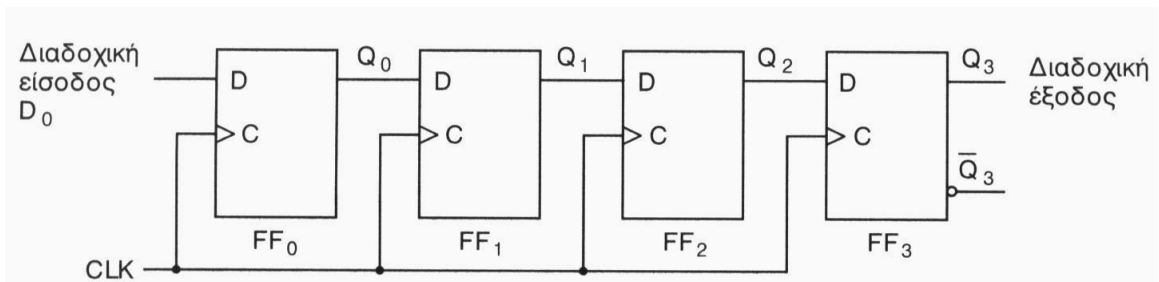 Διαδοχική
είσοδος
D0
D
C
Q0
FF0
D
C
Q1
FF1
D
C
Q2
FF2
D
C
Q3
Q̅3
FF3
Διαδοχική
έξοδος
CLK